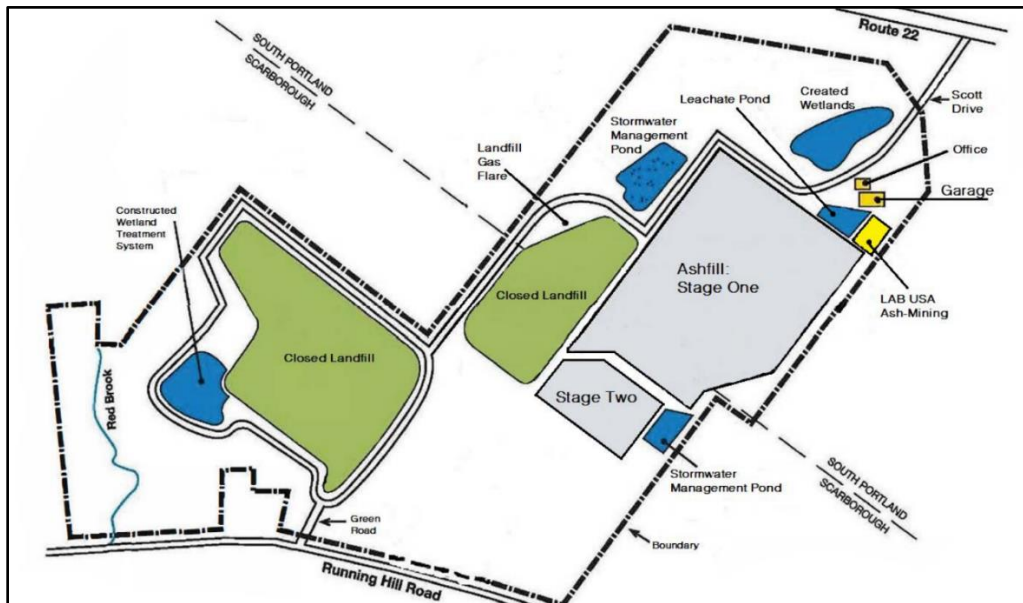 Route 22
SOUTH PORTLAND
SCARBOROUGH
Created
Wetlands
Leachate Pond
Scott
Drive
Stormwater
Management
Pond
Office
Landfill
Gas
Flare
Garage
Constructed
Wetland
Treatment
System
Ashfill:
Stage One
Closed Landfill
LAB USA
Ash-Mining
Closed Landfill
Red Brook
Stage Two
Stormwater
Management Pond
SOUTH PORTLAND
SCARBOROUGH
Green
Road
Boundary
Running Hill Road